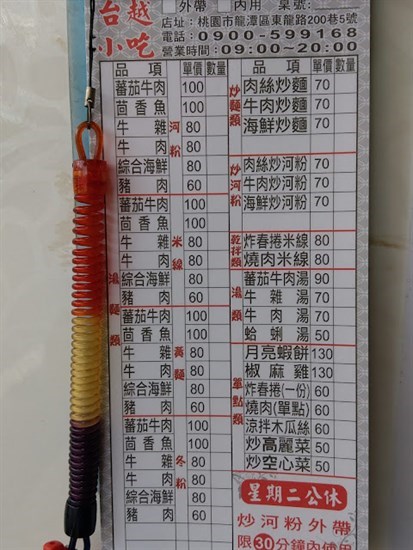 台越
小吃
外帶 內用 桌號:
店址:桃園市龍潭區東龍路200巷5號
電話:0900-599168
營業時間:09:00~20:00
品項 單價 數量
湯麵類
河粉
番茄牛肉 100
茴香魚 100
牛雜 80
牛肉 80
綜合海鮮 80
豬肉 60
米線
番茄牛肉 100
茴香魚 100
牛雜 80
牛肉 80
綜合海鮮 80
豬肉 60
黃麵
番茄牛肉 100
茴香魚 100
牛雜 80
牛肉 80
綜合海鮮 80
豬肉 60
冬粉
番茄牛肉 100
茴香魚 100
牛雜 80
牛肉 80
綜合海鮮 80
豬肉 60
品項 單價 數量
炒麵類
肉絲炒麵 70
牛肉炒麵 70
海鮮炒麵 70
炒河粉
肉絲炒河粉 70
牛肉炒河粉 70
海鮮炒河粉 70
乾拌類
炸春捲米線 80
燒肉米線 80
湯類
番茄牛肉湯 90
牛雜湯 70
牛肉湯 70
蛤蜊湯 50
單點類
月亮蝦餅 130
椒麻雞 130
炸春捲(一份) 60
燒肉(單點) 60
涼拌木瓜絲 60
炒高麗菜 50
炒空心菜 50
星期二公休
炒河粉外帶
限30分鐘內使